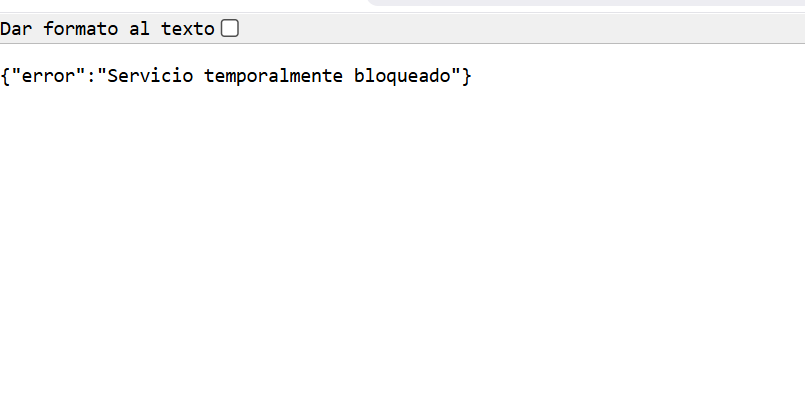 Dar formato al texto
{"error":"Servicio temporalmente bloqueado"}